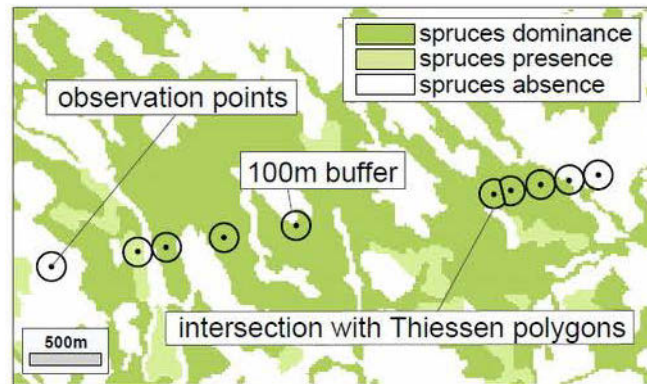 spruces dominance
spruces presence
spruces absence
observation points
100m buffer
intersection with Thiessen polygons
500m